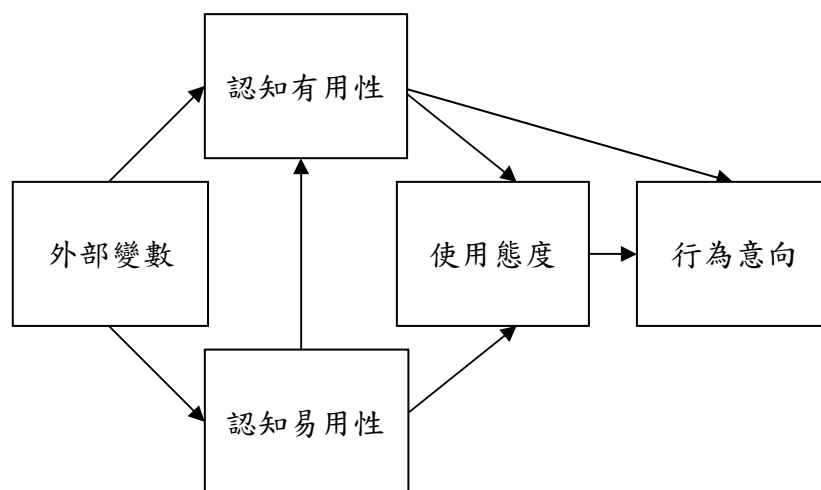 認知有用性
外部變數
使用態度
行為意向
認知易用性